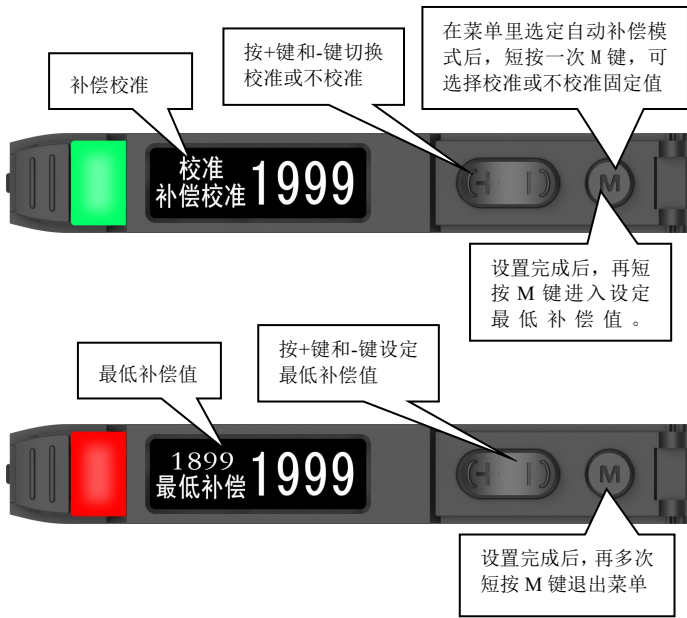 在菜单里选定自动补偿模
式后，短按一次 M 键，可
选择校准或不校准固定值
按+键和-键切换
校准或不校准
补偿校准
校准
补偿校准 1999
M
设置完成后，再短
按 M 键进入设定
最低补偿值。
按+键和-键设定
最低补偿值
最低补偿值
1899
最低补偿 1999
M
设置完成后，再多次
短按 M 键退出菜单